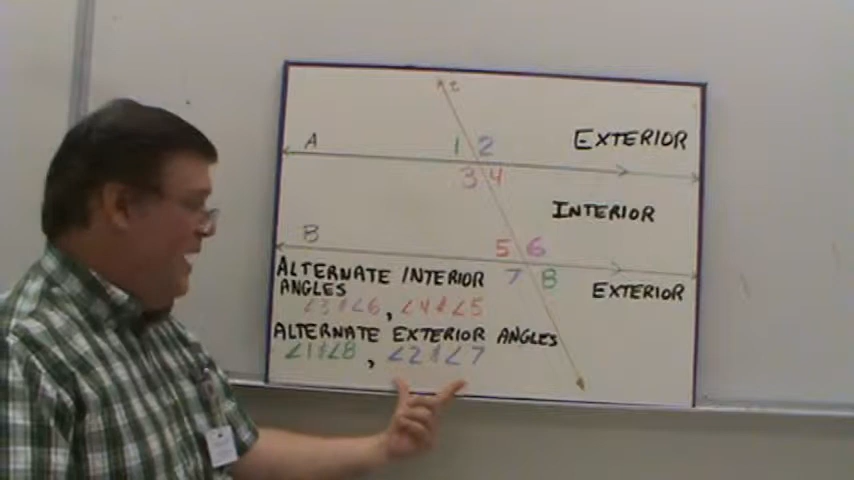 t
A
1 2
EXTERIOR
3 4
INTERIOR
B
5 6
7 8
EXTERIOR
ALTERNATE INTERIOR
ANGLES
∠3 & ∠6, ∠4 & ∠5
ALTERNATE EXTERIOR ANGLES
∠1 & ∠8, ∠2 & ∠7